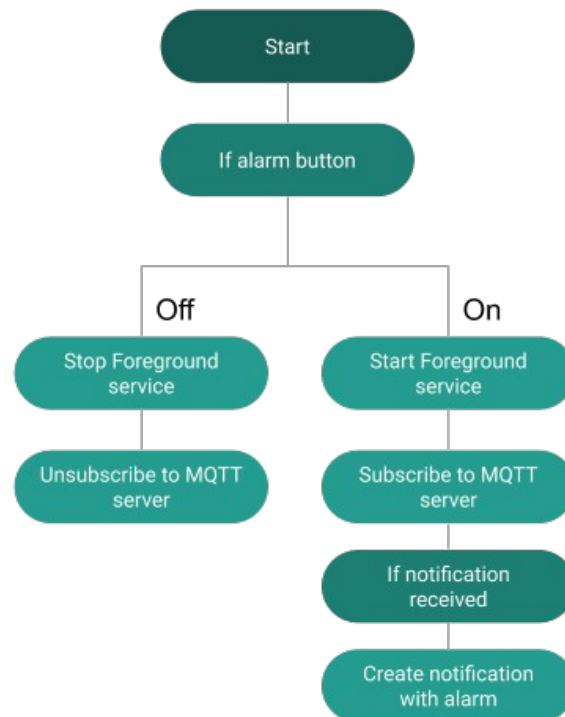 Start
If alarm button
Off
On
Stop Foreground
service
Start Foreground
service
Unsubscribe to MQTT
server
Subscribe to MQTT
server
If notification
received
Create notification
with alarm